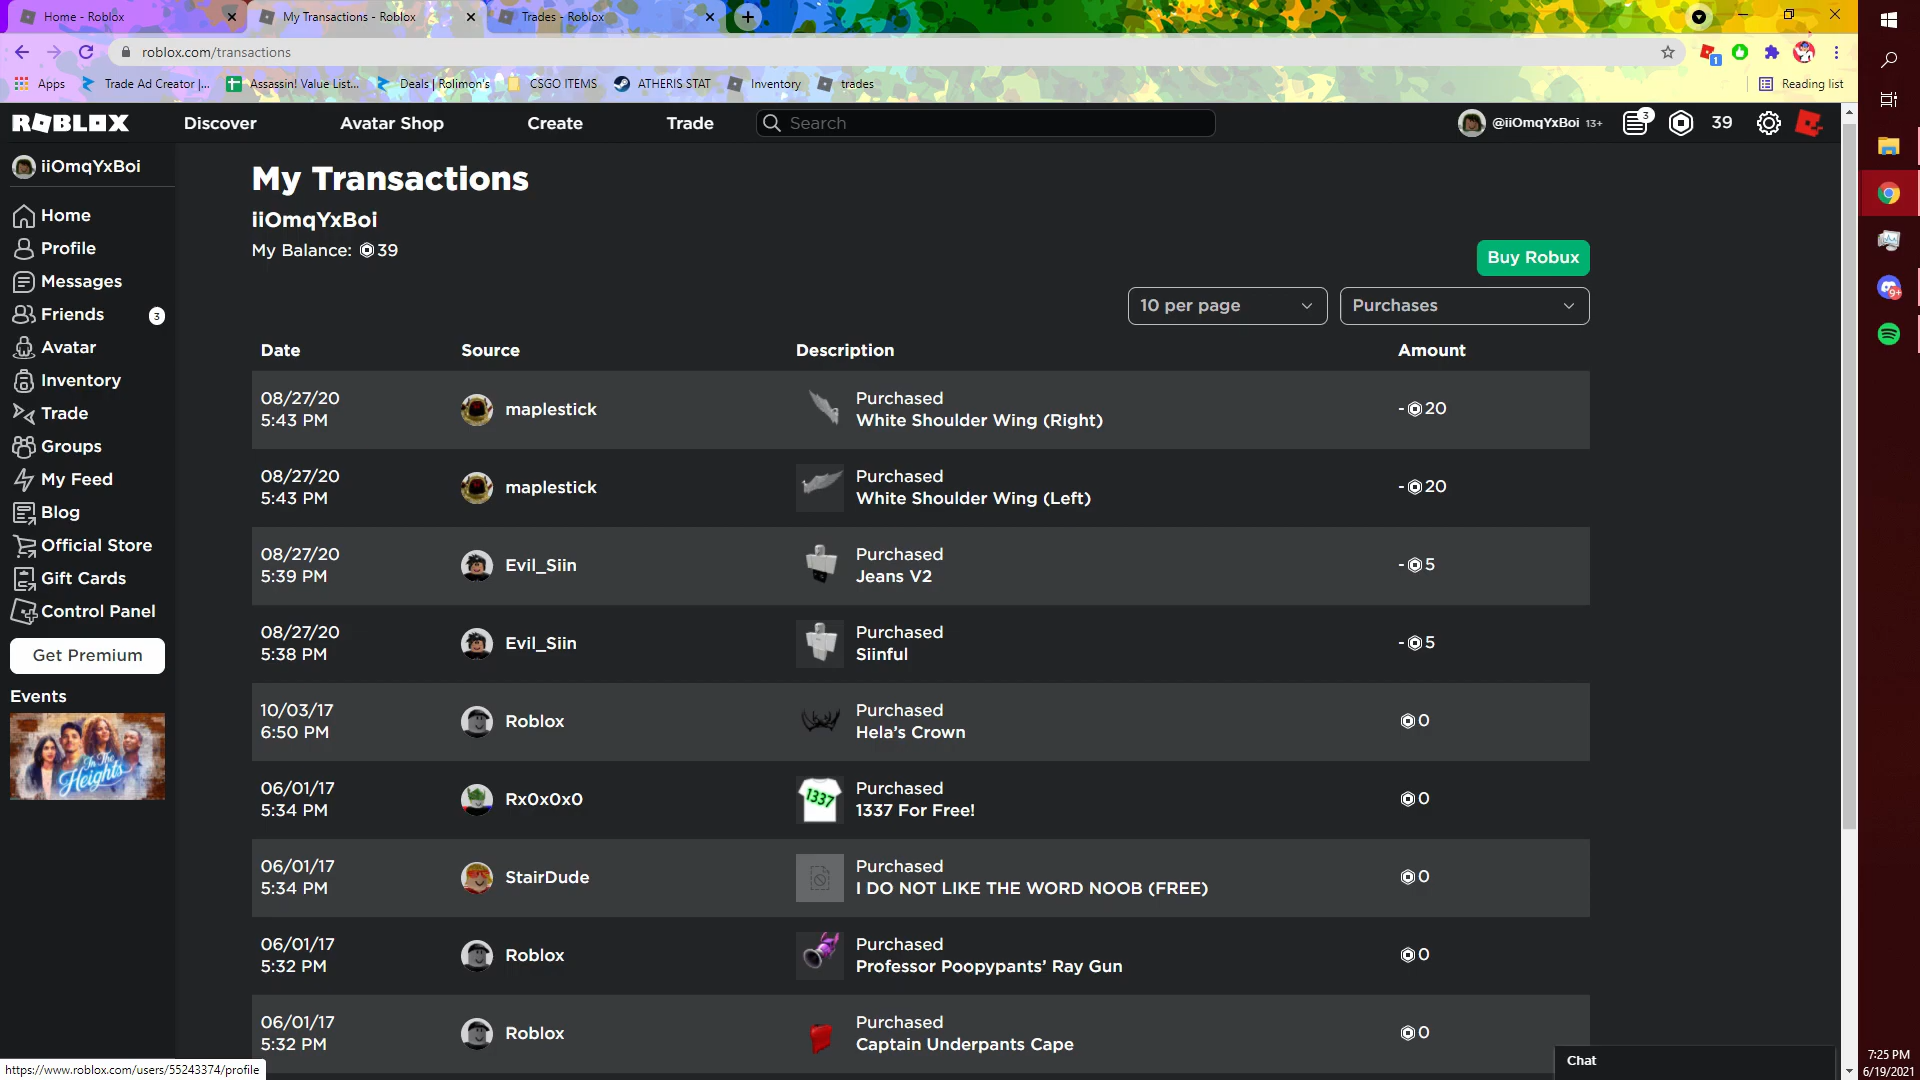 Home - Roblox
My Transactions - Roblox
Trades - Roblox
roblox.com/transactions
1
Apps
Trade Ad Creator |...
Assassin! Value List...
Deals | Rolimon's
CSGO ITEMS
ATHERIS STAT
Inventory
trades
Reading list
ROBLOX
Discover
Avatar Shop
Create
Trade
Search
@iiOmqYxBoi 13+
3
39
iiOmqYxBoi
Home
Profile
Messages
Friends
3
Avatar
Inventory
Trade
Groups
My Feed
Blog
Official Store
Gift Cards
Control Panel
Get Premium
Events
In The
Heights
My Transactions
iiOmqYxBoi
My Balance: 39
Buy Robux
10 per page
Purchases
Date
Source
Description
Amount
08/27/20
5:43 PM
maplestick
Purchased
White Shoulder Wing (Right)
-20
08/27/20
5:43 PM
maplestick
Purchased
White Shoulder Wing (Left)
-20
08/27/20
5:39 PM
Evil_Siin
Purchased
Jeans V2
-5
08/27/20
5:38 PM
Evil_Siin
Purchased
Siinful
-5
10/03/17
6:50 PM
Roblox
Purchased
Hela’s Crown
0
06/01/17
5:34 PM
Rx0x0x0
1337
Purchased
1337 For Free!
0
06/01/17
5:34 PM
StairDude
Purchased
I DO NOT LIKE THE WORD NOOB (FREE)
0
06/01/17
5:32 PM
Roblox
Purchased
Professor Poopypants’ Ray Gun
0
06/01/17
5:32 PM
Roblox
Purchased
Captain Underpants Cape
0
Chat
https://www.roblox.com/users/55243374/profile
9+
7:25 PM
6/19/2021